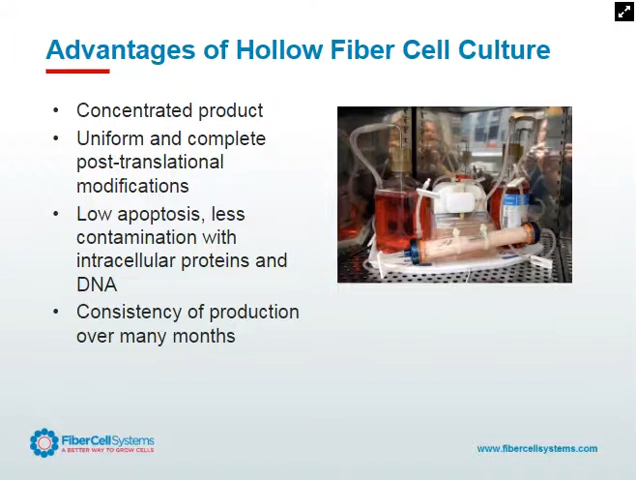 Advantages of Hollow Fiber Cell Culture
• Concentrated product
• Uniform and complete
post-translational
modifications
• Low apoptosis, less
contamination with
intracellular proteins and
DNA
• Consistency of production
over many months
FiberCellSystems
A BETTER WAY TO GROW CELLS
www.fibercellsystems.com